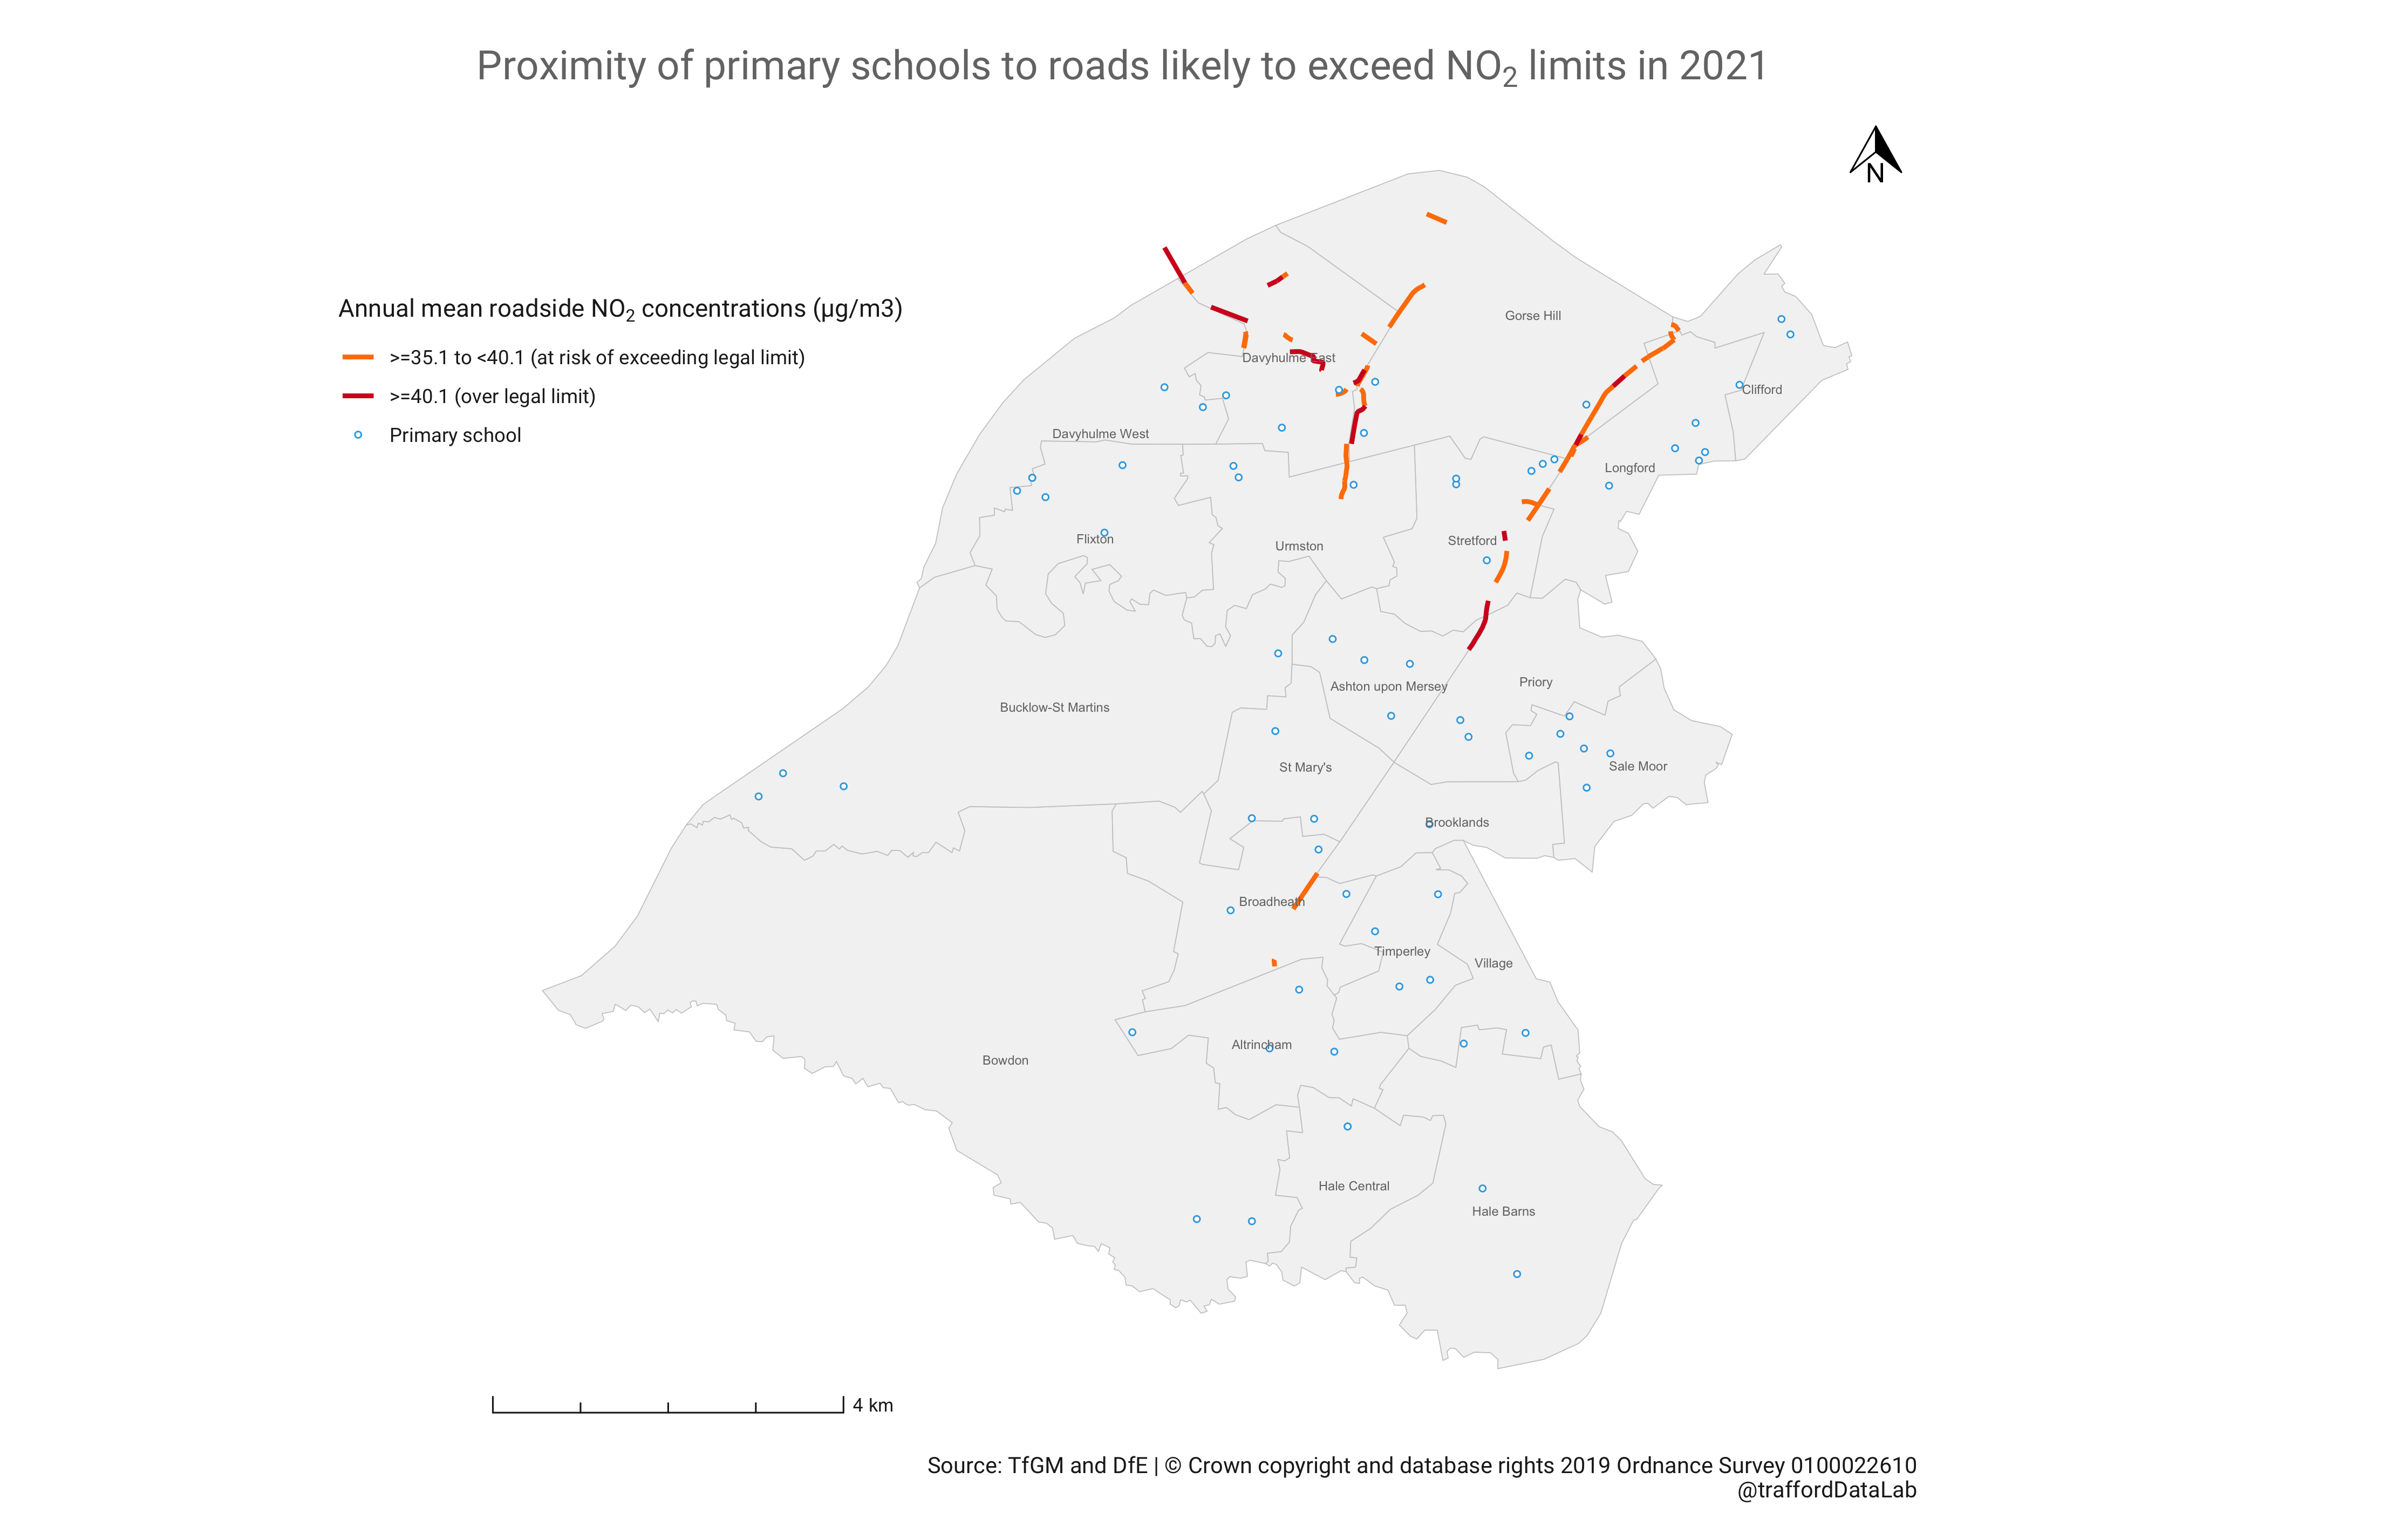 Proximity of primary schools to roads likely to exceed NO₂ limits in 2021
N
Annual mean roadside NO₂ concentrations (µg/m3)
>=35.1 to <40.1 (at risk of exceeding legal limit)
>=40.1 (over legal limit)
Primary school
Gorse Hill
Davyhulme East
Clifford
Davyhulme West
Longford
Flixton
Urmston
Stretford
Ashton upon Mersey
Priory
Bucklow-St Martins
St Mary's
Sale Moor
Brooklands
Broadheath
Timperley
Village
Altrincham
Bowdon
Hale Central
Hale Barns
4 km
Source: TfGM and DfE | © Crown copyright and database rights 2019 Ordnance Survey 0100022610
@traffordDataLab